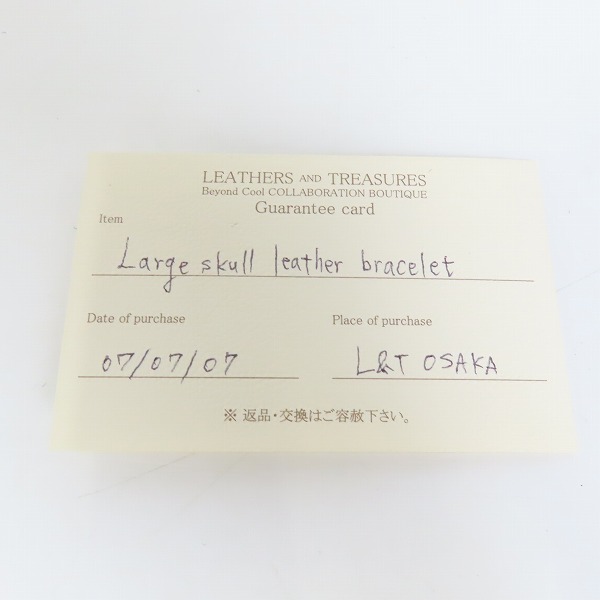 LEATHERS AND TREASURES
Beyond Cool COLLABORATION BOUTIQUE
Guarantee card
Item
Large skull leather bracelet
Date of purchase
07/07/07
Place of purchase
L&T OSAKA
※ 返品・交換はご容赦下さい。